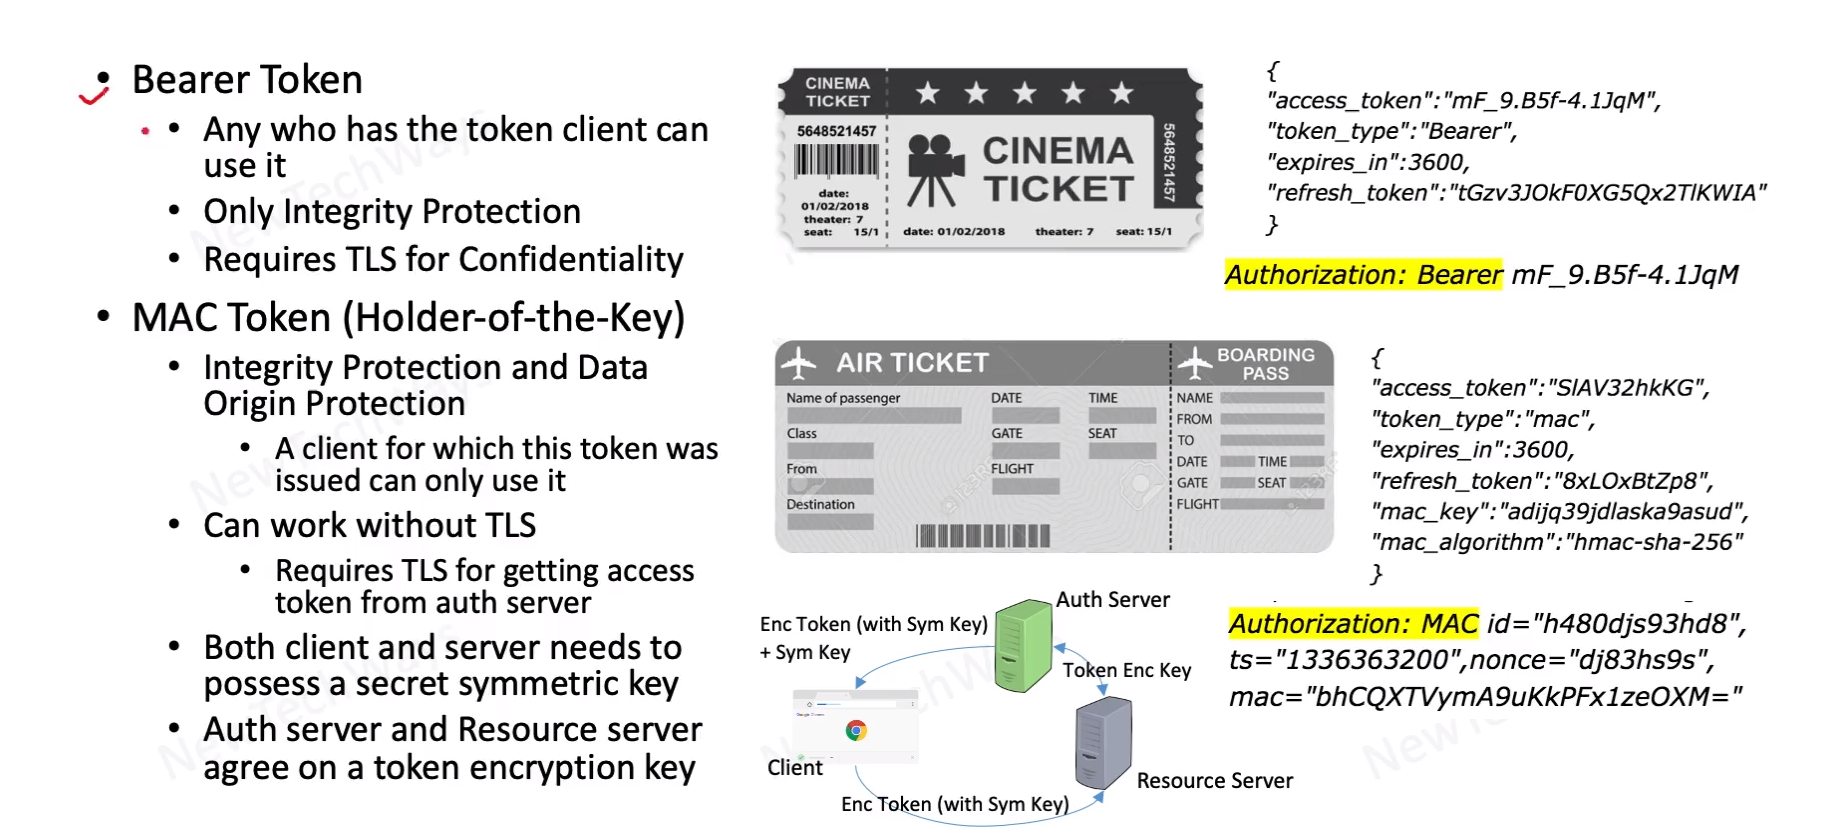 • Bearer Token
• Any who has the token client can
use it
• Only Integrity Protection
• Requires TLS for Confidentiality
• MAC Token (Holder-of-the-Key)
• Integrity Protection and Data
Origin Protection
• A client for which this token was
issued can only use it
• Can work without TLS
• Requires TLS for getting access
token from auth server
• Both client and server needs to
possess a secret symmetric key
• Auth server and Resource server
agree on a token encryption key
CINEMA
TICKET
5648521457
date:
01/02/2018
theater: 7
seat: 15/1
CINEMA
TICKET
date: 01/02/2018 theater: 7 seat: 15/1
5648521457
{
"access_token":"mF_9.B5f-4.1JqM",
"token_type":"Bearer",
"expires_in":3600,
"refresh_token":"tGzv3JOkF0XG5Qx2TlKWIA"
}
Authorization: Bearer mF_9.B5f-4.1JqM
AIR TICKET
Name of passenger DATE TIME
Class GATE SEAT
From FLIGHT
Destination
BOARDING
PASS
NAME
FROM
TO
DATE TIME
GATE SEAT
FLIGHT
{
"access_token":"SlAV32hkKG",
"token_type":"mac",
"expires_in":3600,
"refresh_token":"8xLOxBtZp8",
"mac_key":"adijq39jdlaska9asud",
"mac_algorithm":"hmac-sha-256"
}
Authorization: MAC id="h480djs93hd8",
ts="1336363200",nonce="dj83hs9s",
mac="bhCQXTVymA9uKkPFx1zeOXM="
Auth Server
Enc Token (with Sym Key)
+ Sym Key
Token Enc Key
Client
Resource Server
Enc Token (with Sym Key)
NewTechWays